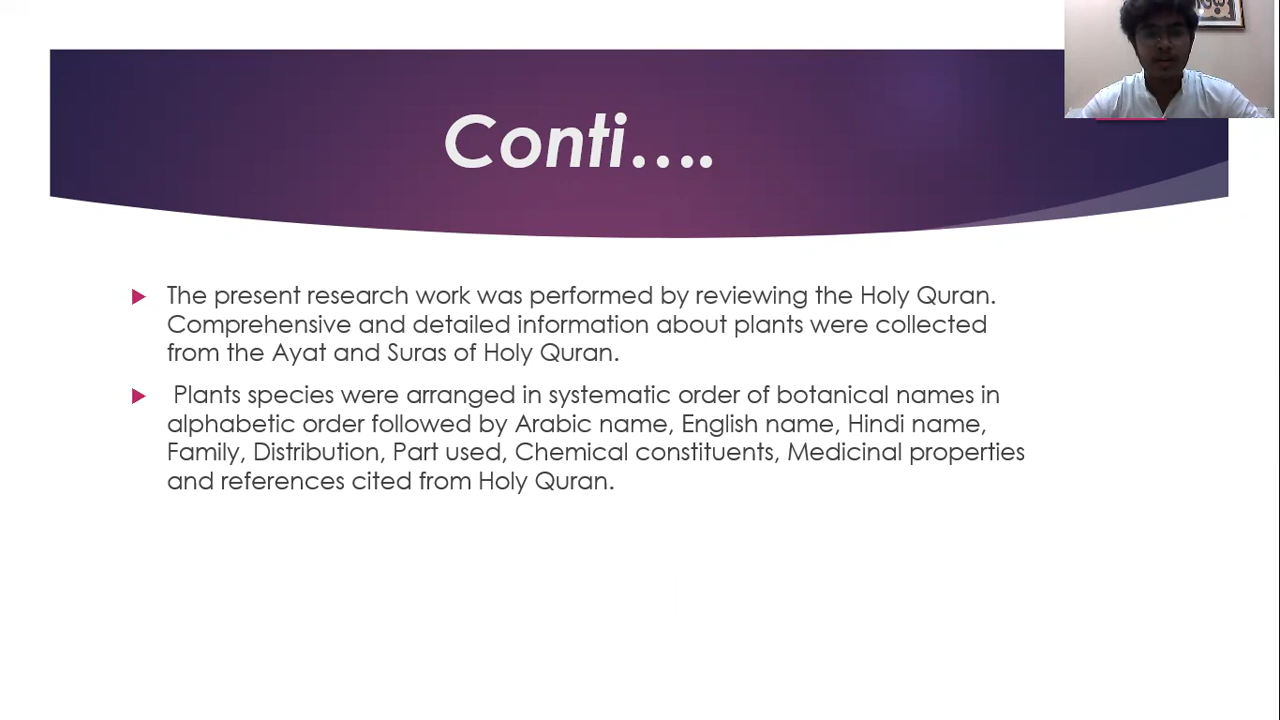 Conti….
The present research work was performed by reviewing the Holy Quran.
Comprehensive and detailed information about plants were collected
from the Ayat and Suras of Holy Quran.
Plants species were arranged in systematic order of botanical names in
alphabetic order followed by Arabic name, English name, Hindi name,
Family, Distribution, Part used, Chemical constituents, Medicinal properties
and references cited from Holy Quran.